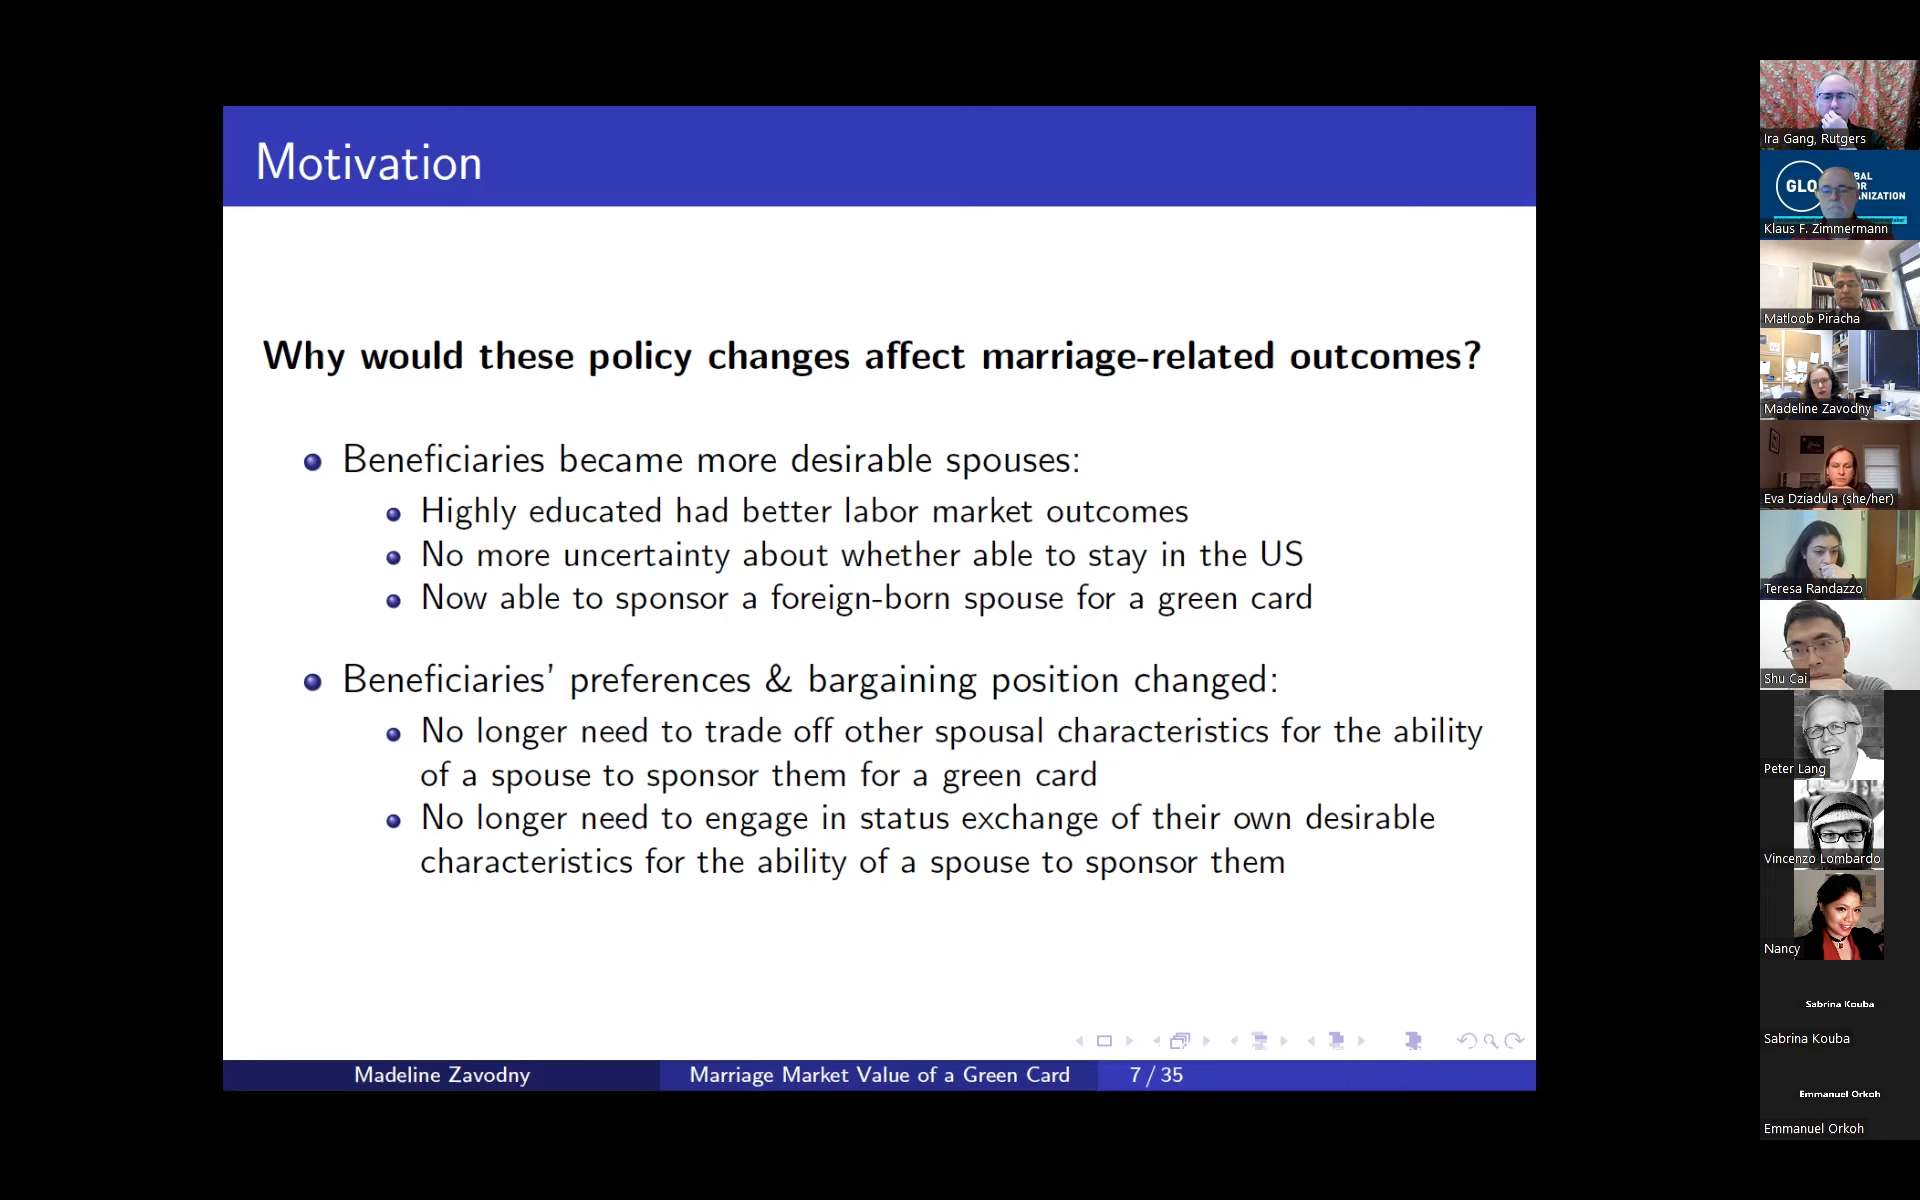 Motivation
Why would these policy changes affect marriage-related outcomes?
Beneficiaries became more desirable spouses:
Highly educated had better labor market outcomes
No more uncertainty about whether able to stay in the US
Now able to sponsor a foreign-born spouse for a green card
Beneficiaries' preferences & bargaining position changed:
No longer need to trade off other spousal characteristics for the ability
of a spouse to sponsor them for a green card
No longer need to engage in status exchange of their own desirable
characteristics for the ability of a spouse to sponsor them
Madeline Zavodny
Marriage Market Value of a Green Card
7 / 35
Ira Gang, Rutgers
GLO
BAL
OR
ANIZATION
Klaus F. Zimmermann
Matloob Piracha
Madeline Zavodny
Eva Dziadula (she/her)
Teresa Randazzo
Shu Cai
Peter Lang
Vincenzo Lombardo
Nancy
Sabrina Kouba
Sabrina Kouba
Emmanuel Orkoh
Emmanuel Orkoh